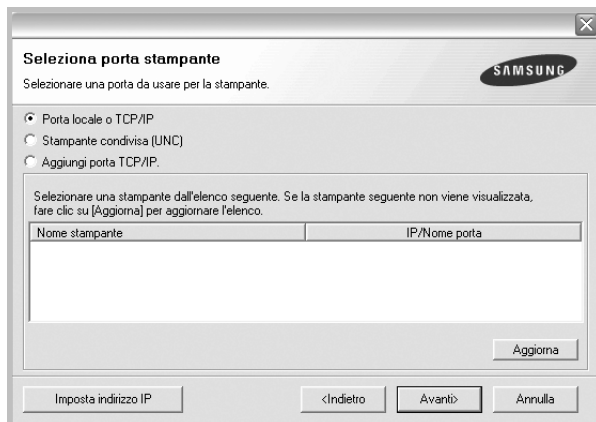 Seleziona porta stampante
Selezionare una porta da usare per la stampante.
SAMSUNG
Porta locale o TCP/IP
Stampante condivisa (UNC)
Aggiungi porta TCP/IP.
Selezionare una stampante dall'elenco seguente. Se la stampante seguente non viene visualizzata,
fare clic su [Aggiorna] per aggiornare l'elenco.
Nome stampante IP/Nome porta
Aggiorna
Imposta indirizzo IP <Indietro Avanti> Annulla